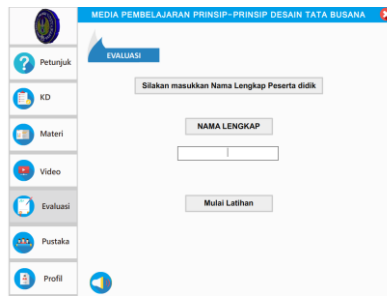 MEDIA PEMBELAJARAN PRINSIP-PRINSIP DESAIN TATA BUSANA
EVALUASI
Petunjuk
KD
Materi
Video
Evaluasi
Pustaka
Profil
Silakan masukkan Nama Lengkap Peserta didik
NAMA LENGKAP
Mulai Latihan